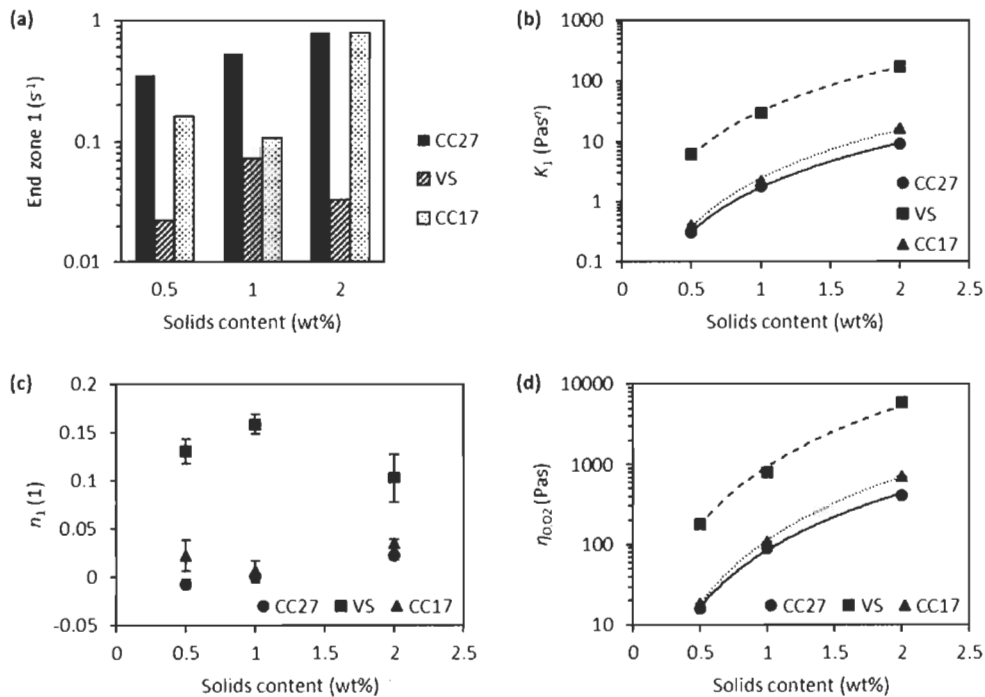 (a)
1
0.1
0.01
End zone 1 (s⁻¹)
0.5 1 2
Solids content (wt%)
CC27
VS
CC17
(b)
1000
100
10
1
0.1
K₁ (Pasⁿ)
0 0.5 1 1.5 2 2.5
Solids content (wt%)
CC27
VS
CC17
(c)
0.2
0.15
0.1
0.05
0
-0.05
n₁ (1)
CC27 VS CC17
0 0.5 1 1.5 2 2.5
Solids content (wt%)
(d)
10000
1000
100
10
η₀.₀₂ (Pas)
CC27 VS CC17
0 0.5 1 1.5 2 2.5
Solids content (wt%)